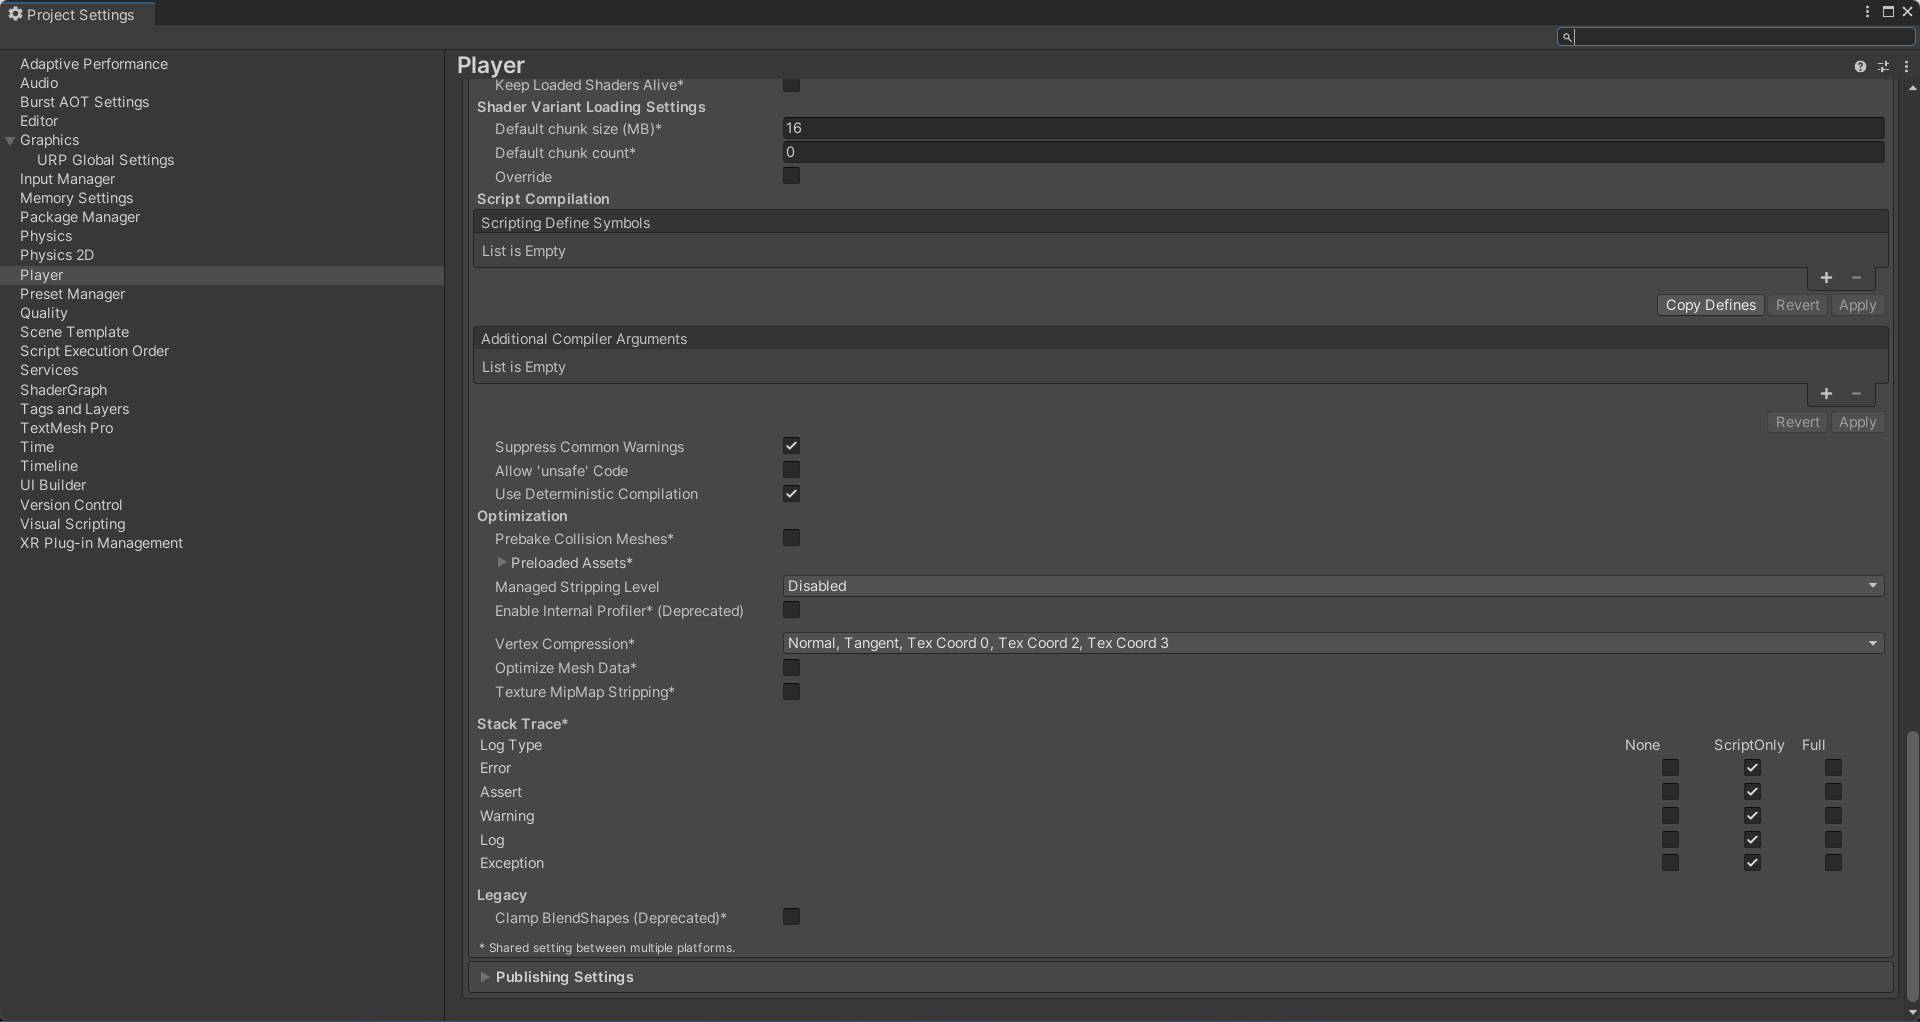 Project Settings
Adaptive Performance
Audio
Burst AOT Settings
Editor
Graphics
URP Global Settings
Input Manager
Memory Settings
Package Manager
Physics
Physics 2D
Player
Preset Manager
Quality
Scene Template
Script Execution Order
Services
ShaderGraph
Tags and Layers
TextMesh Pro
Time
Timeline
UI Builder
Version Control
Visual Scripting
XR Plug-in Management
Player
Keep Loaded Shaders Alive*
Shader Variant Loading Settings
Default chunk size (MB)* 16
Default chunk count* 0
Override
Script Compilation
Scripting Define Symbols
List is Empty
+ −
Copy Defines Revert Apply
Additional Compiler Arguments
List is Empty
+ −
Revert Apply
Suppress Common Warnings
Allow 'unsafe' Code
Use Deterministic Compilation
Optimization
Prebake Collision Meshes*
Preloaded Assets*
Managed Stripping Level Disabled
Enable Internal Profiler* (Deprecated)
Vertex Compression* Normal, Tangent, Tex Coord 0, Tex Coord 2, Tex Coord 3
Optimize Mesh Data*
Texture MipMap Stripping*
Stack Trace*
Log Type None ScriptOnly Full
Error
Assert
Warning
Log
Exception
Legacy
Clamp BlendShapes (Deprecated)*
* Shared setting between multiple platforms.
Publishing Settings